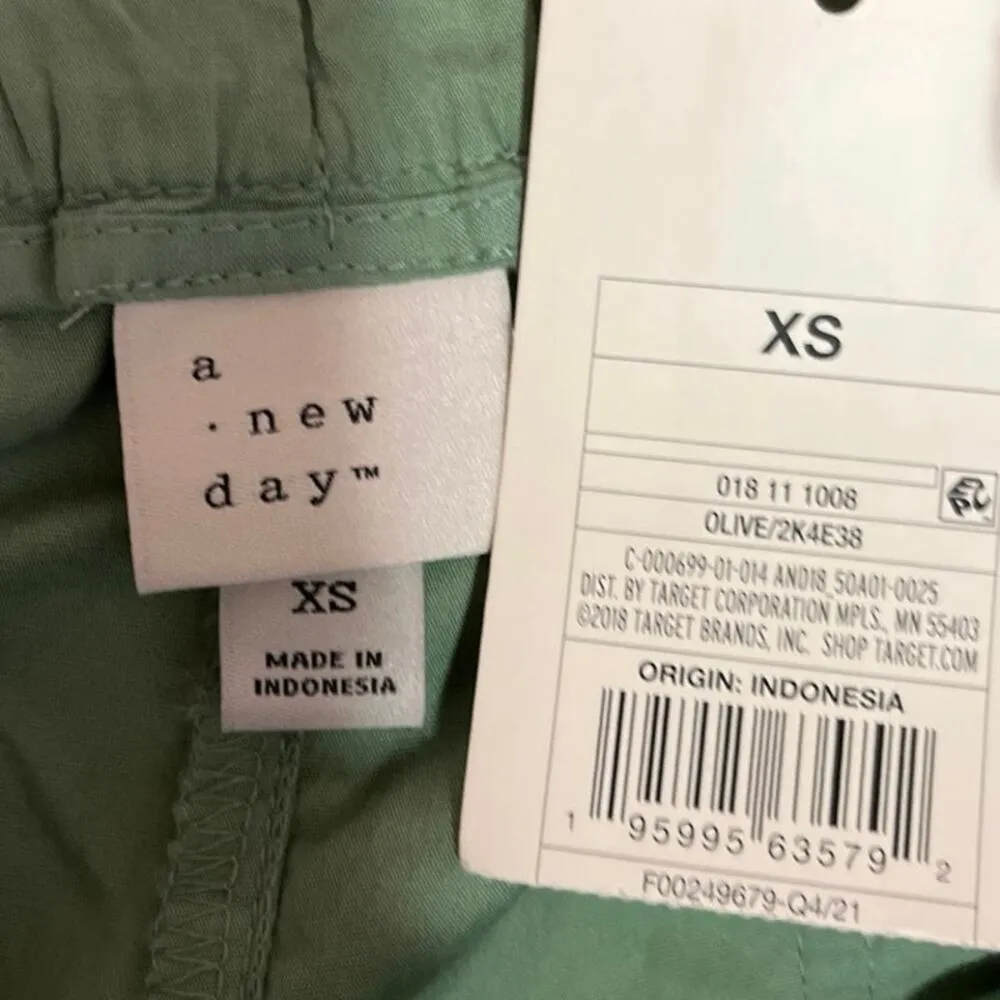 a
. new
day™
XS
MADE IN
INDONESIA
XS
018 11 1008
OLIVE/2K4E38
C-000699-01-014 AND18_50A01-0025
DIST. BY TARGET CORPORATION MPLS., MN 55403
©2018 TARGET BRANDS, INC. SHOP TARGET.COM
ORIGIN: INDONESIA
1 95995 63579 2
F00249679-Q4/21